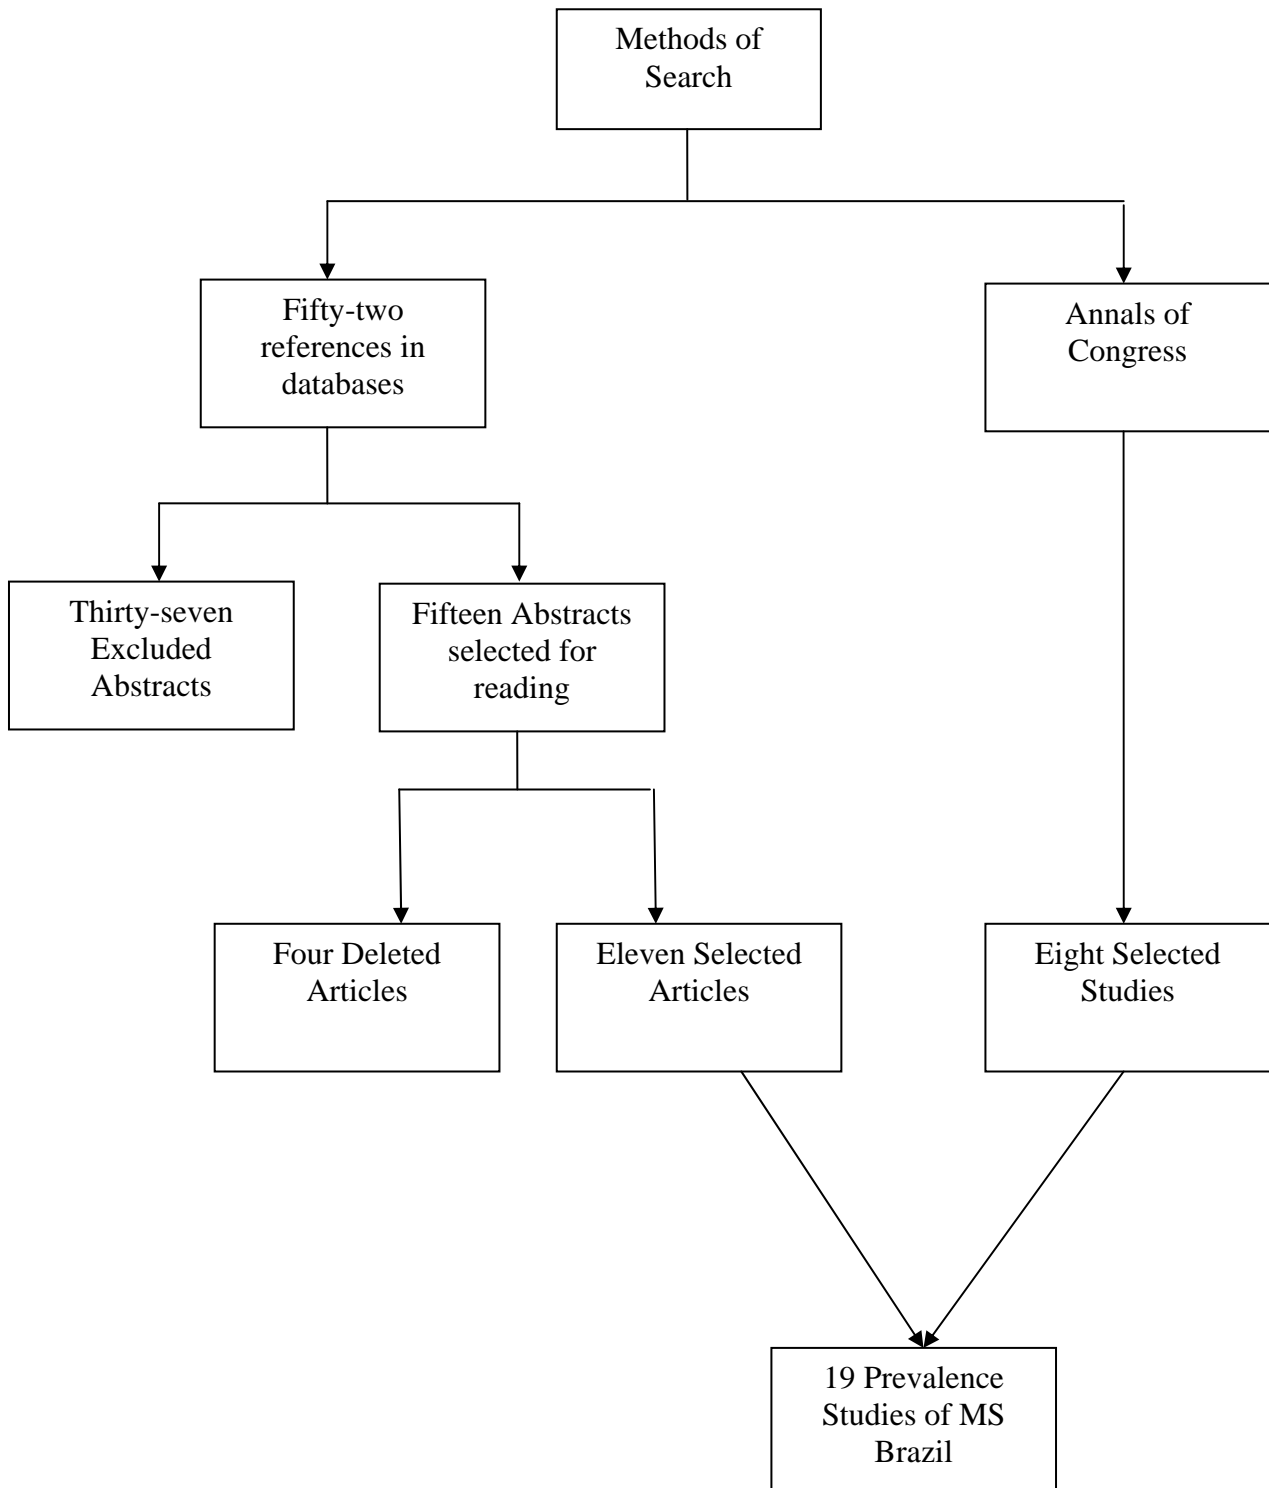 Methods of
Search
Fifty-two
references in
databases
Annals of
Congress
Thirty-seven
Excluded
Abstracts
Fifteen Abstracts
selected for
reading
Four Deleted
Articles
Eleven Selected
Articles
Eight Selected
Studies
19 Prevalence
Studies of MS
Brazil